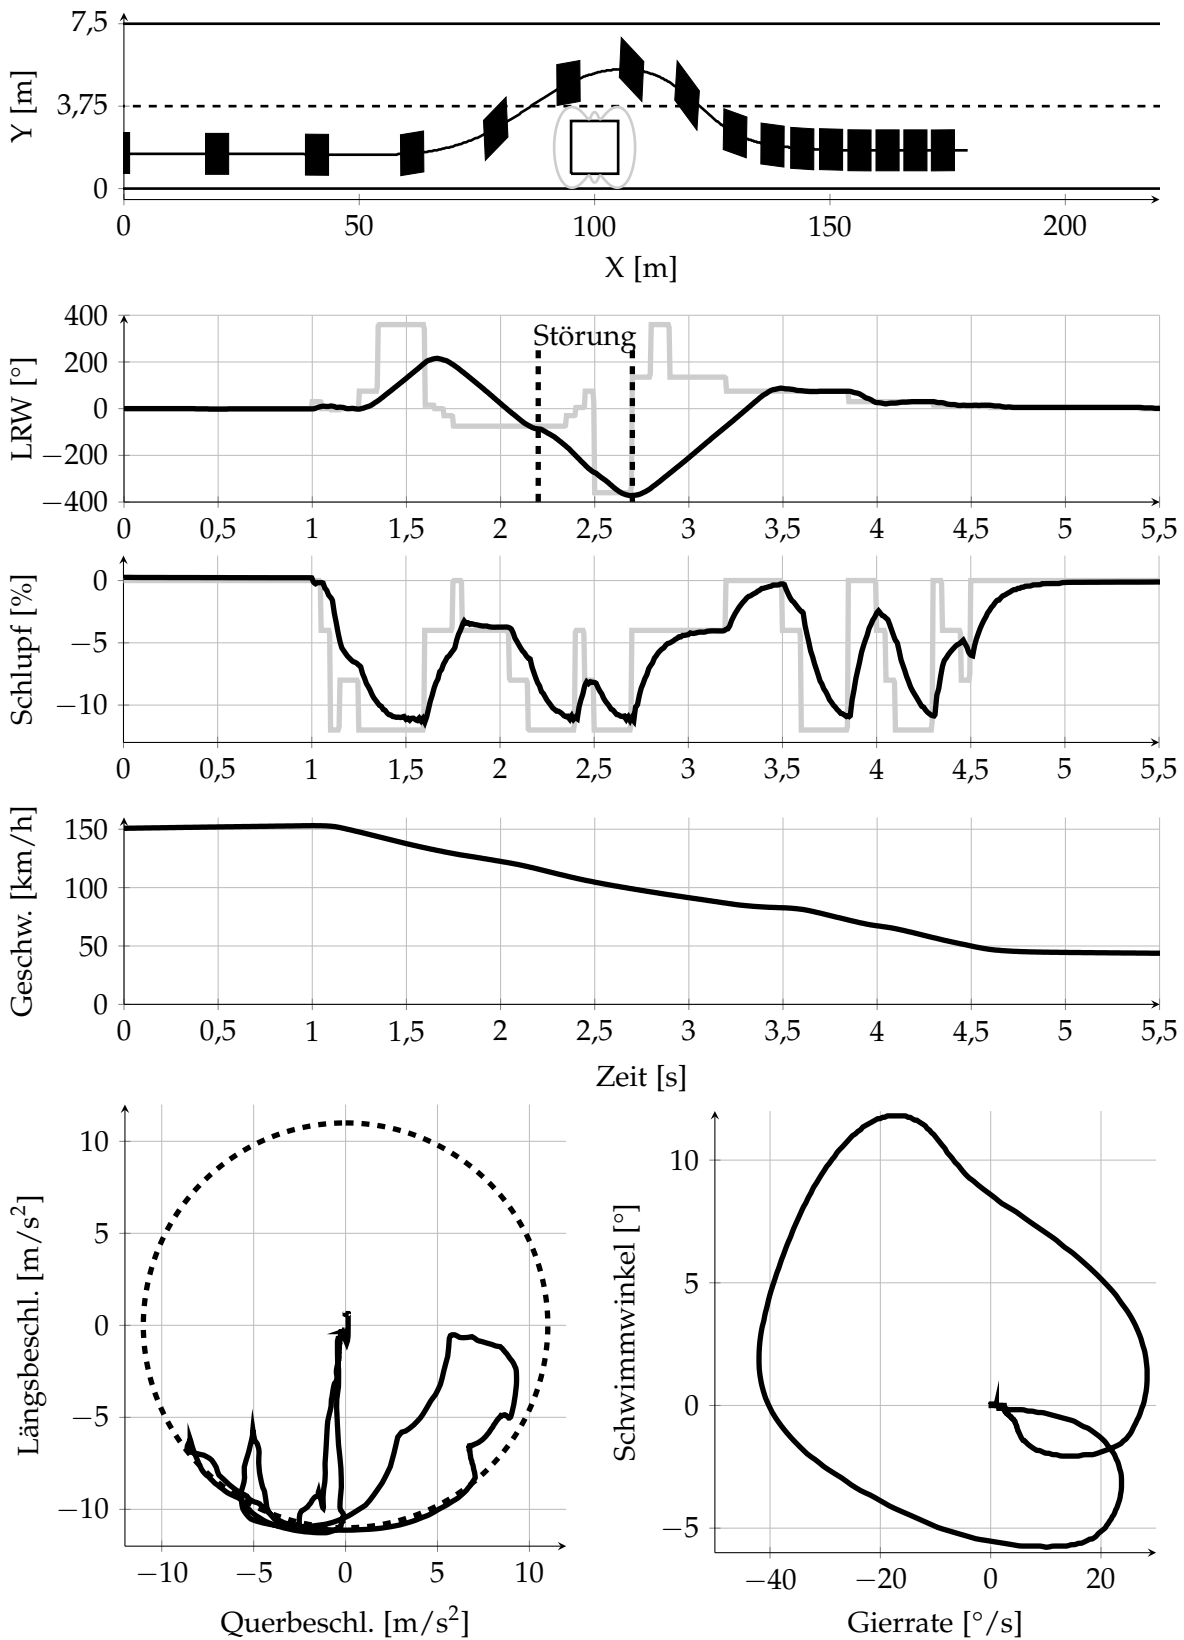 7,5
3,75
0
Y [m]
0 50 100 150 200
X [m]
400
200
0
−200
−400
LRW [°]
Störung
0 0,5 1 1,5 2 2,5 3 3,5 4 4,5 5 5,5
0
−5
−10
Schlupf [%]
0 0,5 1 1,5 2 2,5 3 3,5 4 4,5 5 5,5
150
100
50
0
Geschw. [km/h]
0 0,5 1 1,5 2 2,5 3 3,5 4 4,5 5 5,5
Zeit [s]
10
5
0
−5
−10
Längsbeschl. [m/s²]
−10 −5 0 5 10
Querbeschl. [m/s²]
10
5
0
−5
Schwimmwinkel [°]
−40 −20 0 20
Gierrate [°/s]